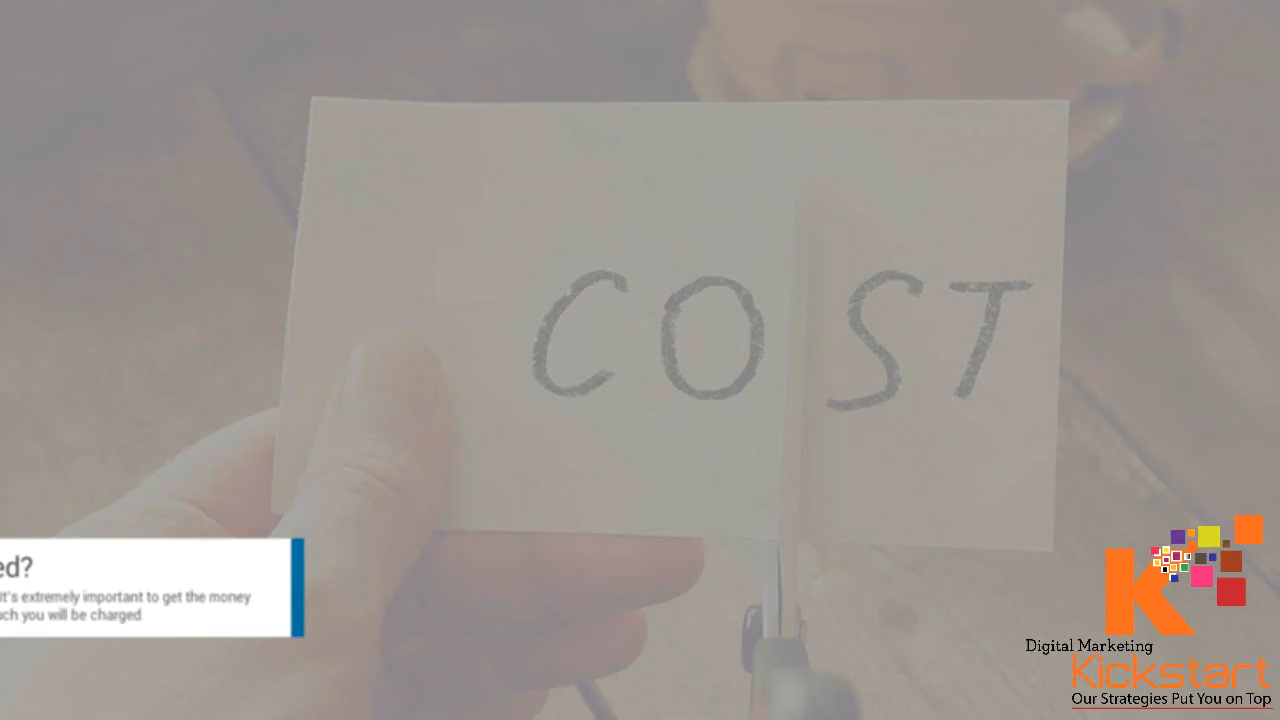 COST
ed?
It's extremely important to get the money
uch you will be charged
Digital Marketing
Kickstart
Our Strategies Put You on Top